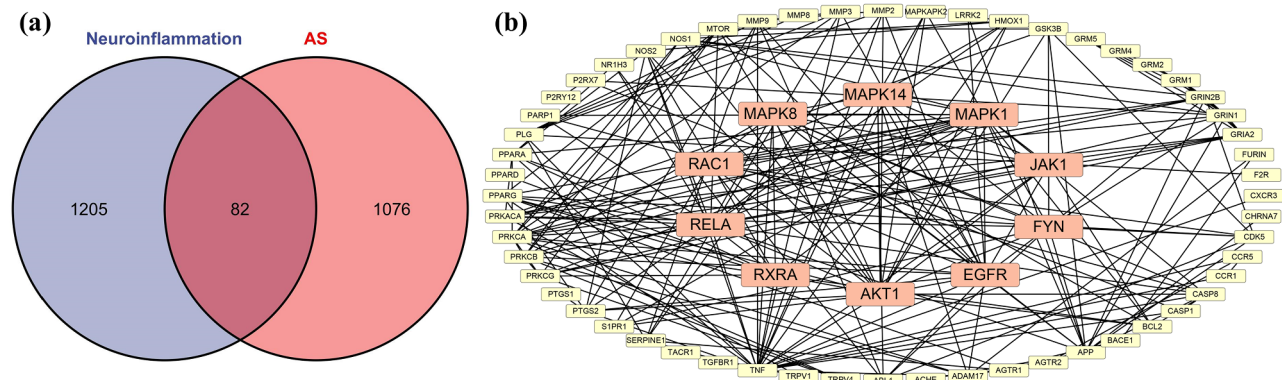 (a)
Neuroinflammation
AS
1205
82
1076
(b)
MMP2
MMP3
MAPKAPK2
MMP8
LRRK2
MMP9
HMOX1
MTOR
GSK3B
NOS1
GRM5
NOS2
GRM4
NR1H3
GRM2
P2RX7
GRM1
P2RY12
GRIN2B
PARP1
GRIN1
PLG
GRIA2
PPARA
FURIN
PPARD
F2R
PPARG
CXCR3
PRKACA
CHRNA7
PRKCA
CDK5
PRKCB
CCR5
PRKCG
CCR1
PTGS1
CASP8
PTGS2
CASP1
S1PR1
BCL2
SERPINE1
BACE1
TACR1
APP
TGFBR1
AGTR2
TNF
AGTR1
TRPV1
ADAM17
MAPK14
MAPK8
MAPK1
RAC1
JAK1
RELA
FYN
RXRA
EGFR
AKT1